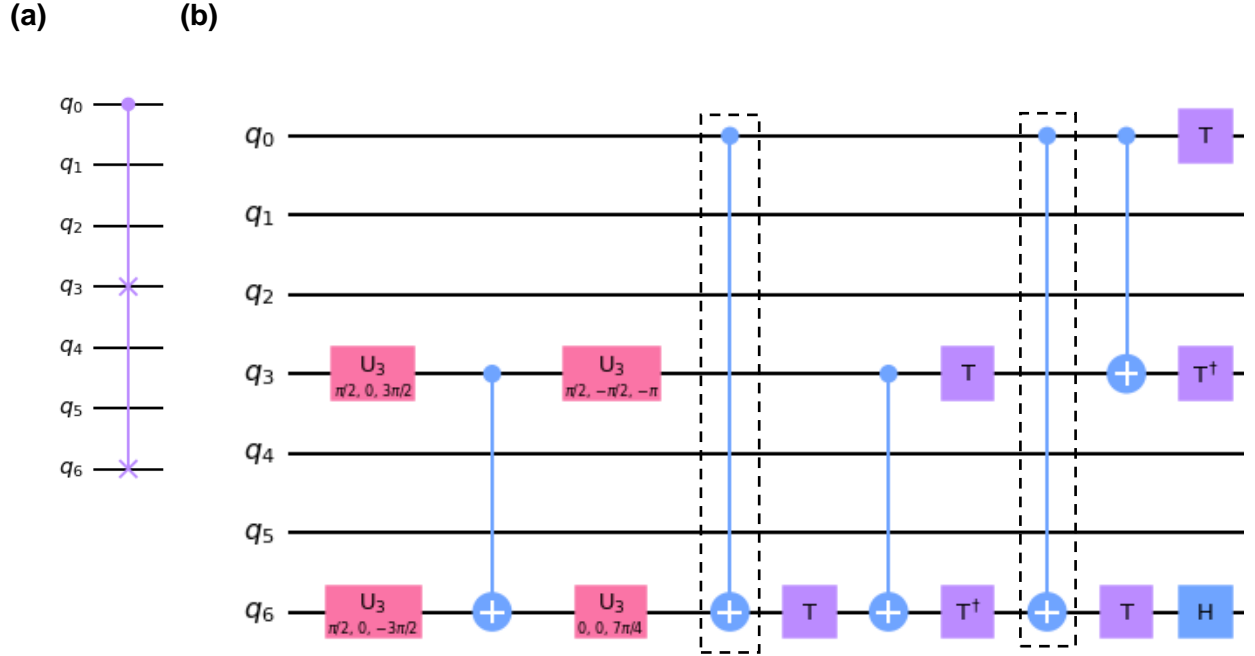 (a) (b)
q₀
q₁
q₂
q₃
q₄
q₅
q₆
q₀ T
q₁
q₂
q₃ U₃ π/2, 0, 3π/2 U₃ π/2, −π/2, −π T T†
q₄
q₅
q₆ U₃ π/2, 0, −3π/2 U₃ 0, 0, 7π/4 T T† T H